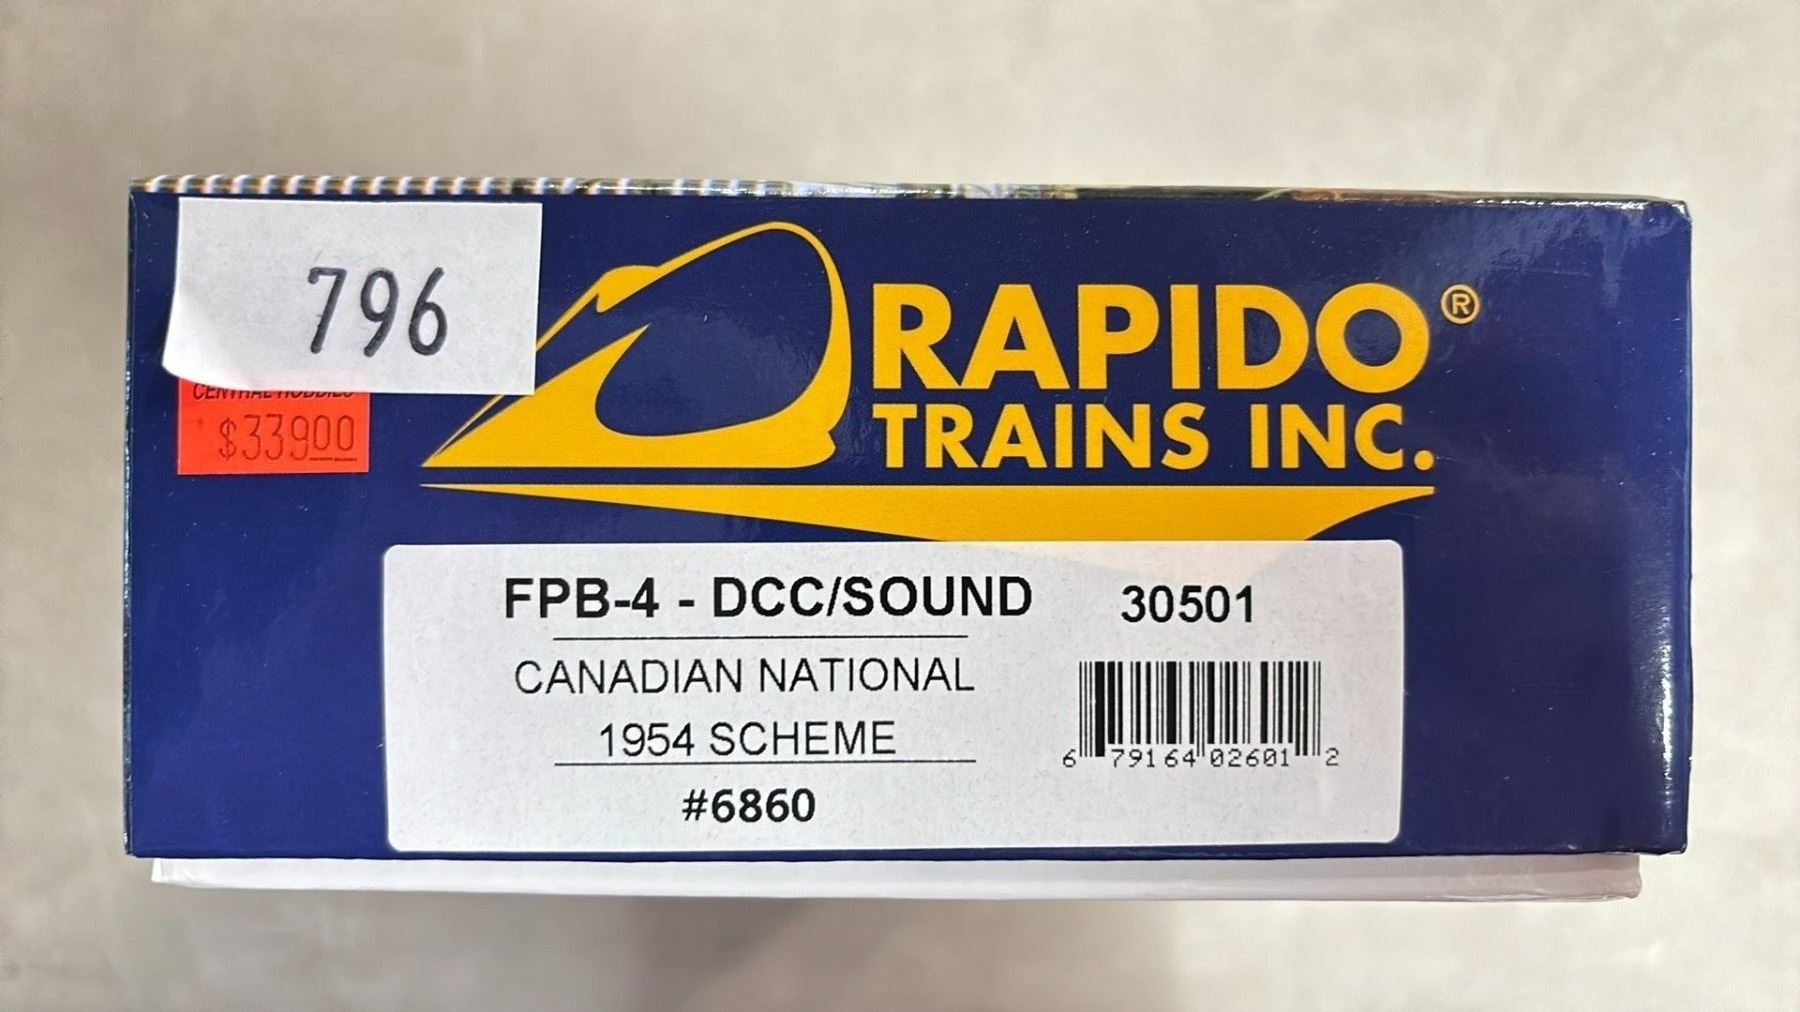 796
CENTRAL HOBBIES
$339.00
RAPIDO®
TRAINS INC.
FPB-4 - DCC/SOUND 30501
CANADIAN NATIONAL
1954 SCHEME
#6860
6 79164 02601 2